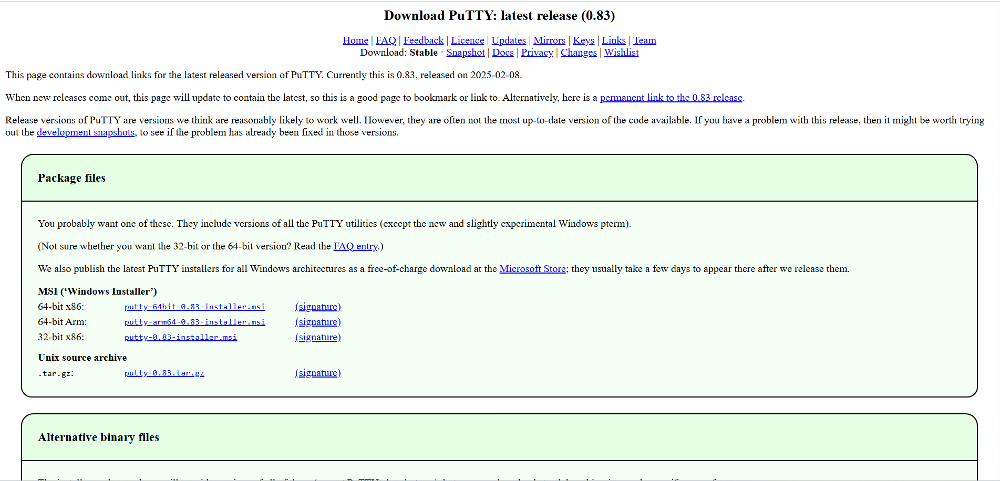 Download PuTTY: latest release (0.83)
Home | FAQ | Feedback | Licence | Updates | Mirrors | Keys | Links | Team
Download: Stable · Snapshot | Docs | Privacy | Changes | Wishlist
This page contains download links for the latest released version of PuTTY. Currently this is 0.83, released on 2025-02-08.
When new releases come out, this page will update to contain the latest, so this is a good page to bookmark or link to. Alternatively, here is a permanent link to the 0.83 release.
Release versions of PuTTY are versions we think are reasonably likely to work well. However, they are often not the most up-to-date version of the code available. If you have a problem with this release, then it might be worth trying
out the development snapshots, to see if the problem has already been fixed in those versions.
Package files
You probably want one of these. They include versions of all the PuTTY utilities (except the new and slightly experimental Windows pterm).
(Not sure whether you want the 32-bit or the 64-bit version? Read the FAQ entry.)
We also publish the latest PuTTY installers for all Windows architectures as a free-of-charge download at the Microsoft Store; they usually take a few days to appear there after we release them.
MSI (‘Windows Installer’)
64-bit x86: putty-64bit-0.83-installer.msi (signature)
64-bit Arm: putty-arm64-0.83-installer.msi (signature)
32-bit x86: putty-0.83-installer.msi (signature)
Unix source archive
.tar.gz: putty-0.83.tar.gz (signature)
Alternative binary files